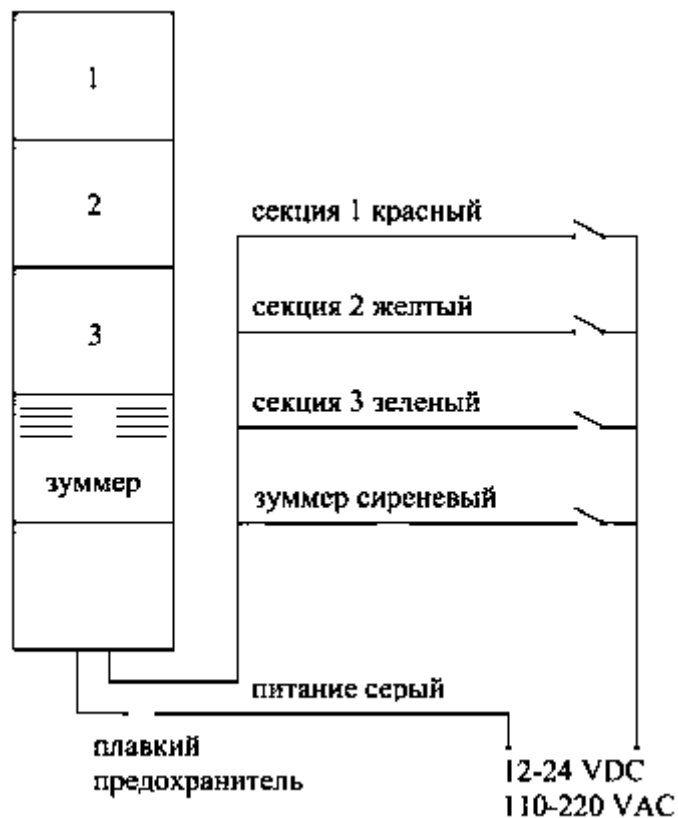 1
2
3
зуммер
секция 1 красный
секция 2 желтый
секция 3 зеленый
зуммер сиреневый
питание серый
плавкий
предохранитель
12-24 VDC
110-220 VAC